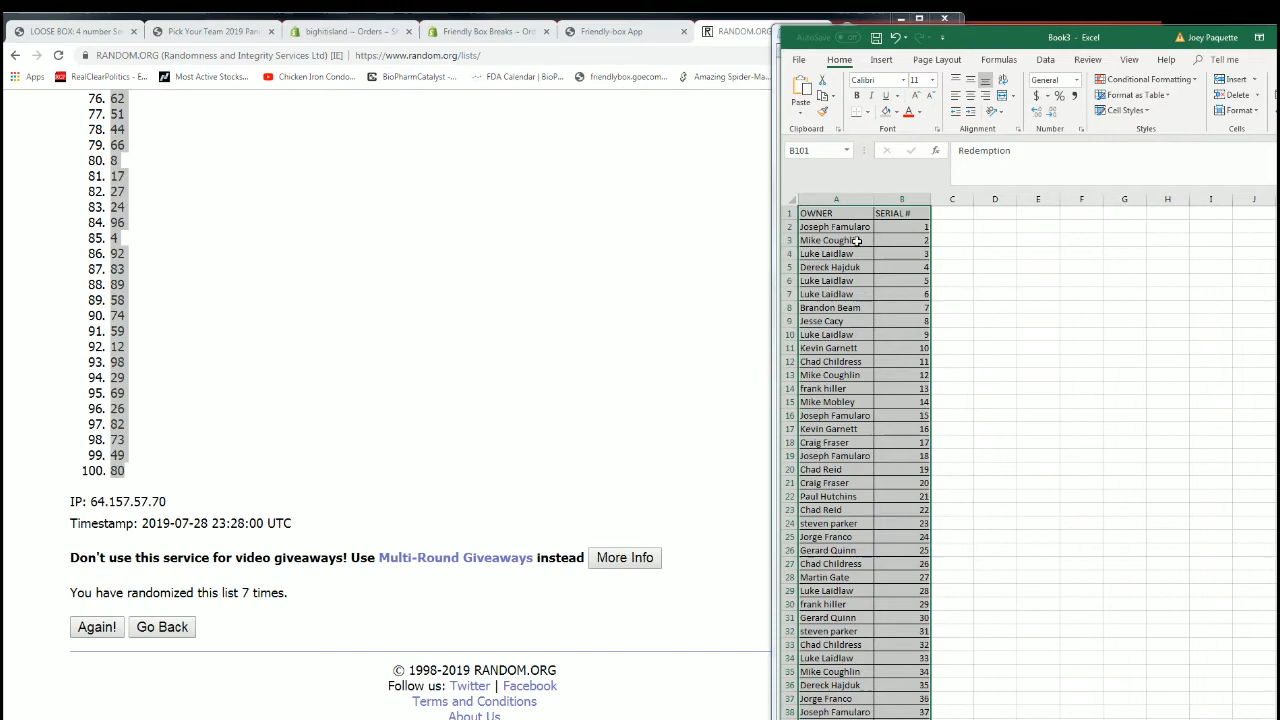 LOOSE BOX: 4 number Se
Pick Your Team 2019 Pan
bighitisland ~ Orders ~ Sh
Friendly Box Breaks ~ Or
Friendly-box App
RANDOM.ORG
RANDOM.ORG (Randomness and Integrity Services Ltd) [IE] | https://www.random.org/lists/
Apps RealClearPolitics - E... Most Active Stocks... Chicken Iron Condo... BioPharmCatalyst -... FDA Calendar | BioP... friendlybox.goecom... Amazing Spider-Ma
76. 62
77. 51
78. 44
79. 66
80. 8
81. 17
82. 27
83. 24
84. 96
85. 4
86. 92
87. 83
88. 89
89. 58
90. 74
91. 59
92. 12
93. 98
94. 29
95. 69
96. 26
97. 82
98. 73
99. 49
100. 80
IP: 64.157.57.70
Timestamp: 2019-07-28 23:28:00 UTC
Don't use this service for video giveaways! Use Multi-Round Giveaways instead More Info
You have randomized this list 7 times.
Again! Go Back
© 1998-2019 RANDOM.ORG
Follow us: Twitter | Facebook
Terms and Conditions
About Us
AutoSave Off Book3 - Excel Joey Paquette
File Home Insert Page Layout Formulas Data Review View Help Tell me
Paste Calibri 11 General Conditional Formatting Insert
B I U $ % Format as Table Delete
Cell Styles Format
Clipboard Font Alignment Number Styles Cells
B101 Redemption
A B C D E F G H I J
1 OWNER SERIAL #
2 Joseph Famularo 1
3 Mike Coughlin 2
4 Luke Laidlaw 3
5 Dereck Hajduk 4
6 Luke Laidlaw 5
7 Luke Laidlaw 6
8 Brandon Beam 7
9 Jesse Cacy 8
10 Luke Laidlaw 9
11 Kevin Garnett 10
12 Chad Childress 11
13 Mike Coughlin 12
14 frank hiller 13
15 Mike Mobley 14
16 Joseph Famularo 15
17 Kevin Garnett 16
18 Craig Fraser 17
19 Joseph Famularo 18
20 Chad Reid 19
21 Craig Fraser 20
22 Paul Hutchins 21
23 Chad Reid 22
24 steven parker 23
25 Jorge Franco 24
26 Gerard Quinn 25
27 Chad Childress 26
28 Martin Gate 27
29 Luke Laidlaw 28
30 frank hiller 29
31 Gerard Quinn 30
32 steven parker 31
33 Chad Childress 32
34 Luke Laidlaw 33
35 Mike Coughlin 34
36 Dereck Hajduk 35
37 Jorge Franco 36
38 Joseph Famularo 37